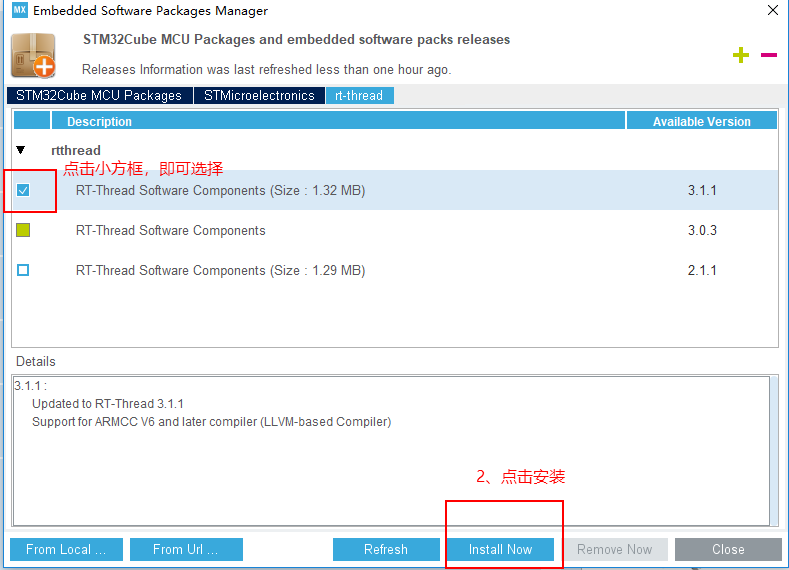 MX Embedded Software Packages Manager
STM32Cube MCU Packages and embedded software packs releases
Releases Information was last refreshed less than one hour ago.
STM32Cube MCU Packages STMicroelectronics rt-thread
Description Available Version
rtthread
点击小方框，即可选择
RT-Thread Software Components (Size : 1.32 MB) 3.1.1
RT-Thread Software Components 3.0.3
RT-Thread Software Components (Size : 1.29 MB) 2.1.1
Details
3.1.1 :
Updated to RT-Thread 3.1.1
Support for ARMCC V6 and later compiler (LLVM-based Compiler)
2、点击安装
From Local ... From Url ... Refresh Install Now Remove Now Close